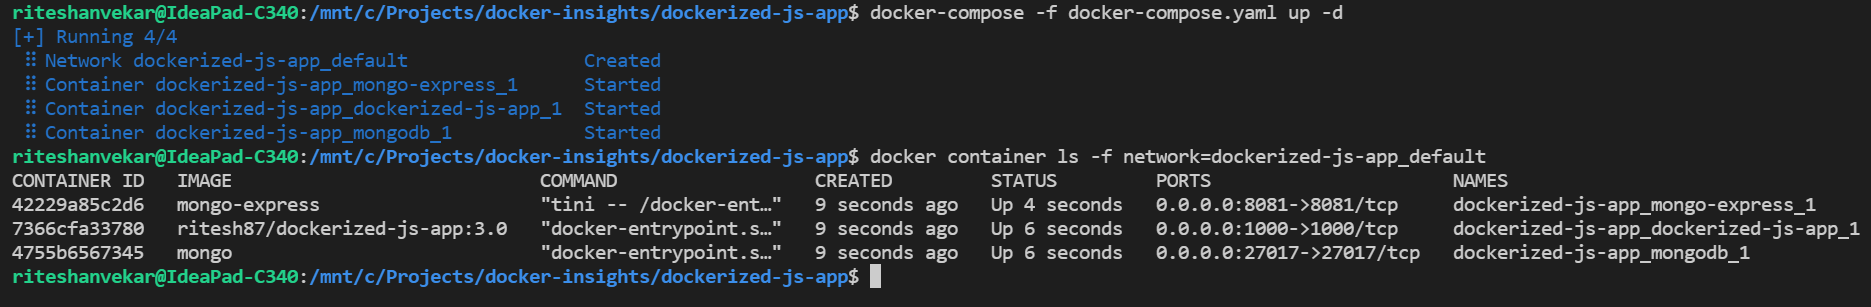 riteshanvekar@IdeaPad-C340:/mnt/c/Projects/docker-insights/dockerized-js-app$ docker-compose -f docker-compose.yaml up -d
[+] Running 4/4
⠿ Network dockerized-js-app_default Created
⠿ Container dockerized-js-app_mongo-express_1 Started
⠿ Container dockerized-js-app_dockerized-js-app_1 Started
⠿ Container dockerized-js-app_mongodb_1 Started
riteshanvekar@IdeaPad-C340:/mnt/c/Projects/docker-insights/dockerized-js-app$ docker container ls -f network=dockerized-js-app_default
CONTAINER ID IMAGE COMMAND CREATED STATUS PORTS NAMES
42229a85c2d6 mongo-express "tini -- /docker-ent…" 9 seconds ago Up 4 seconds 0.0.0.0:8081->8081/tcp dockerized-js-app_mongo-express_1
7366cfa33780 ritesh87/dockerized-js-app:3.0 "docker-entrypoint.s…" 9 seconds ago Up 6 seconds 0.0.0.0:1000->1000/tcp dockerized-js-app_dockerized-js-app_1
4755b6567345 mongo "docker-entrypoint.s…" 9 seconds ago Up 6 seconds 0.0.0.0:27017->27017/tcp dockerized-js-app_mongodb_1
riteshanvekar@IdeaPad-C340:/mnt/c/Projects/docker-insights/dockerized-js-app$